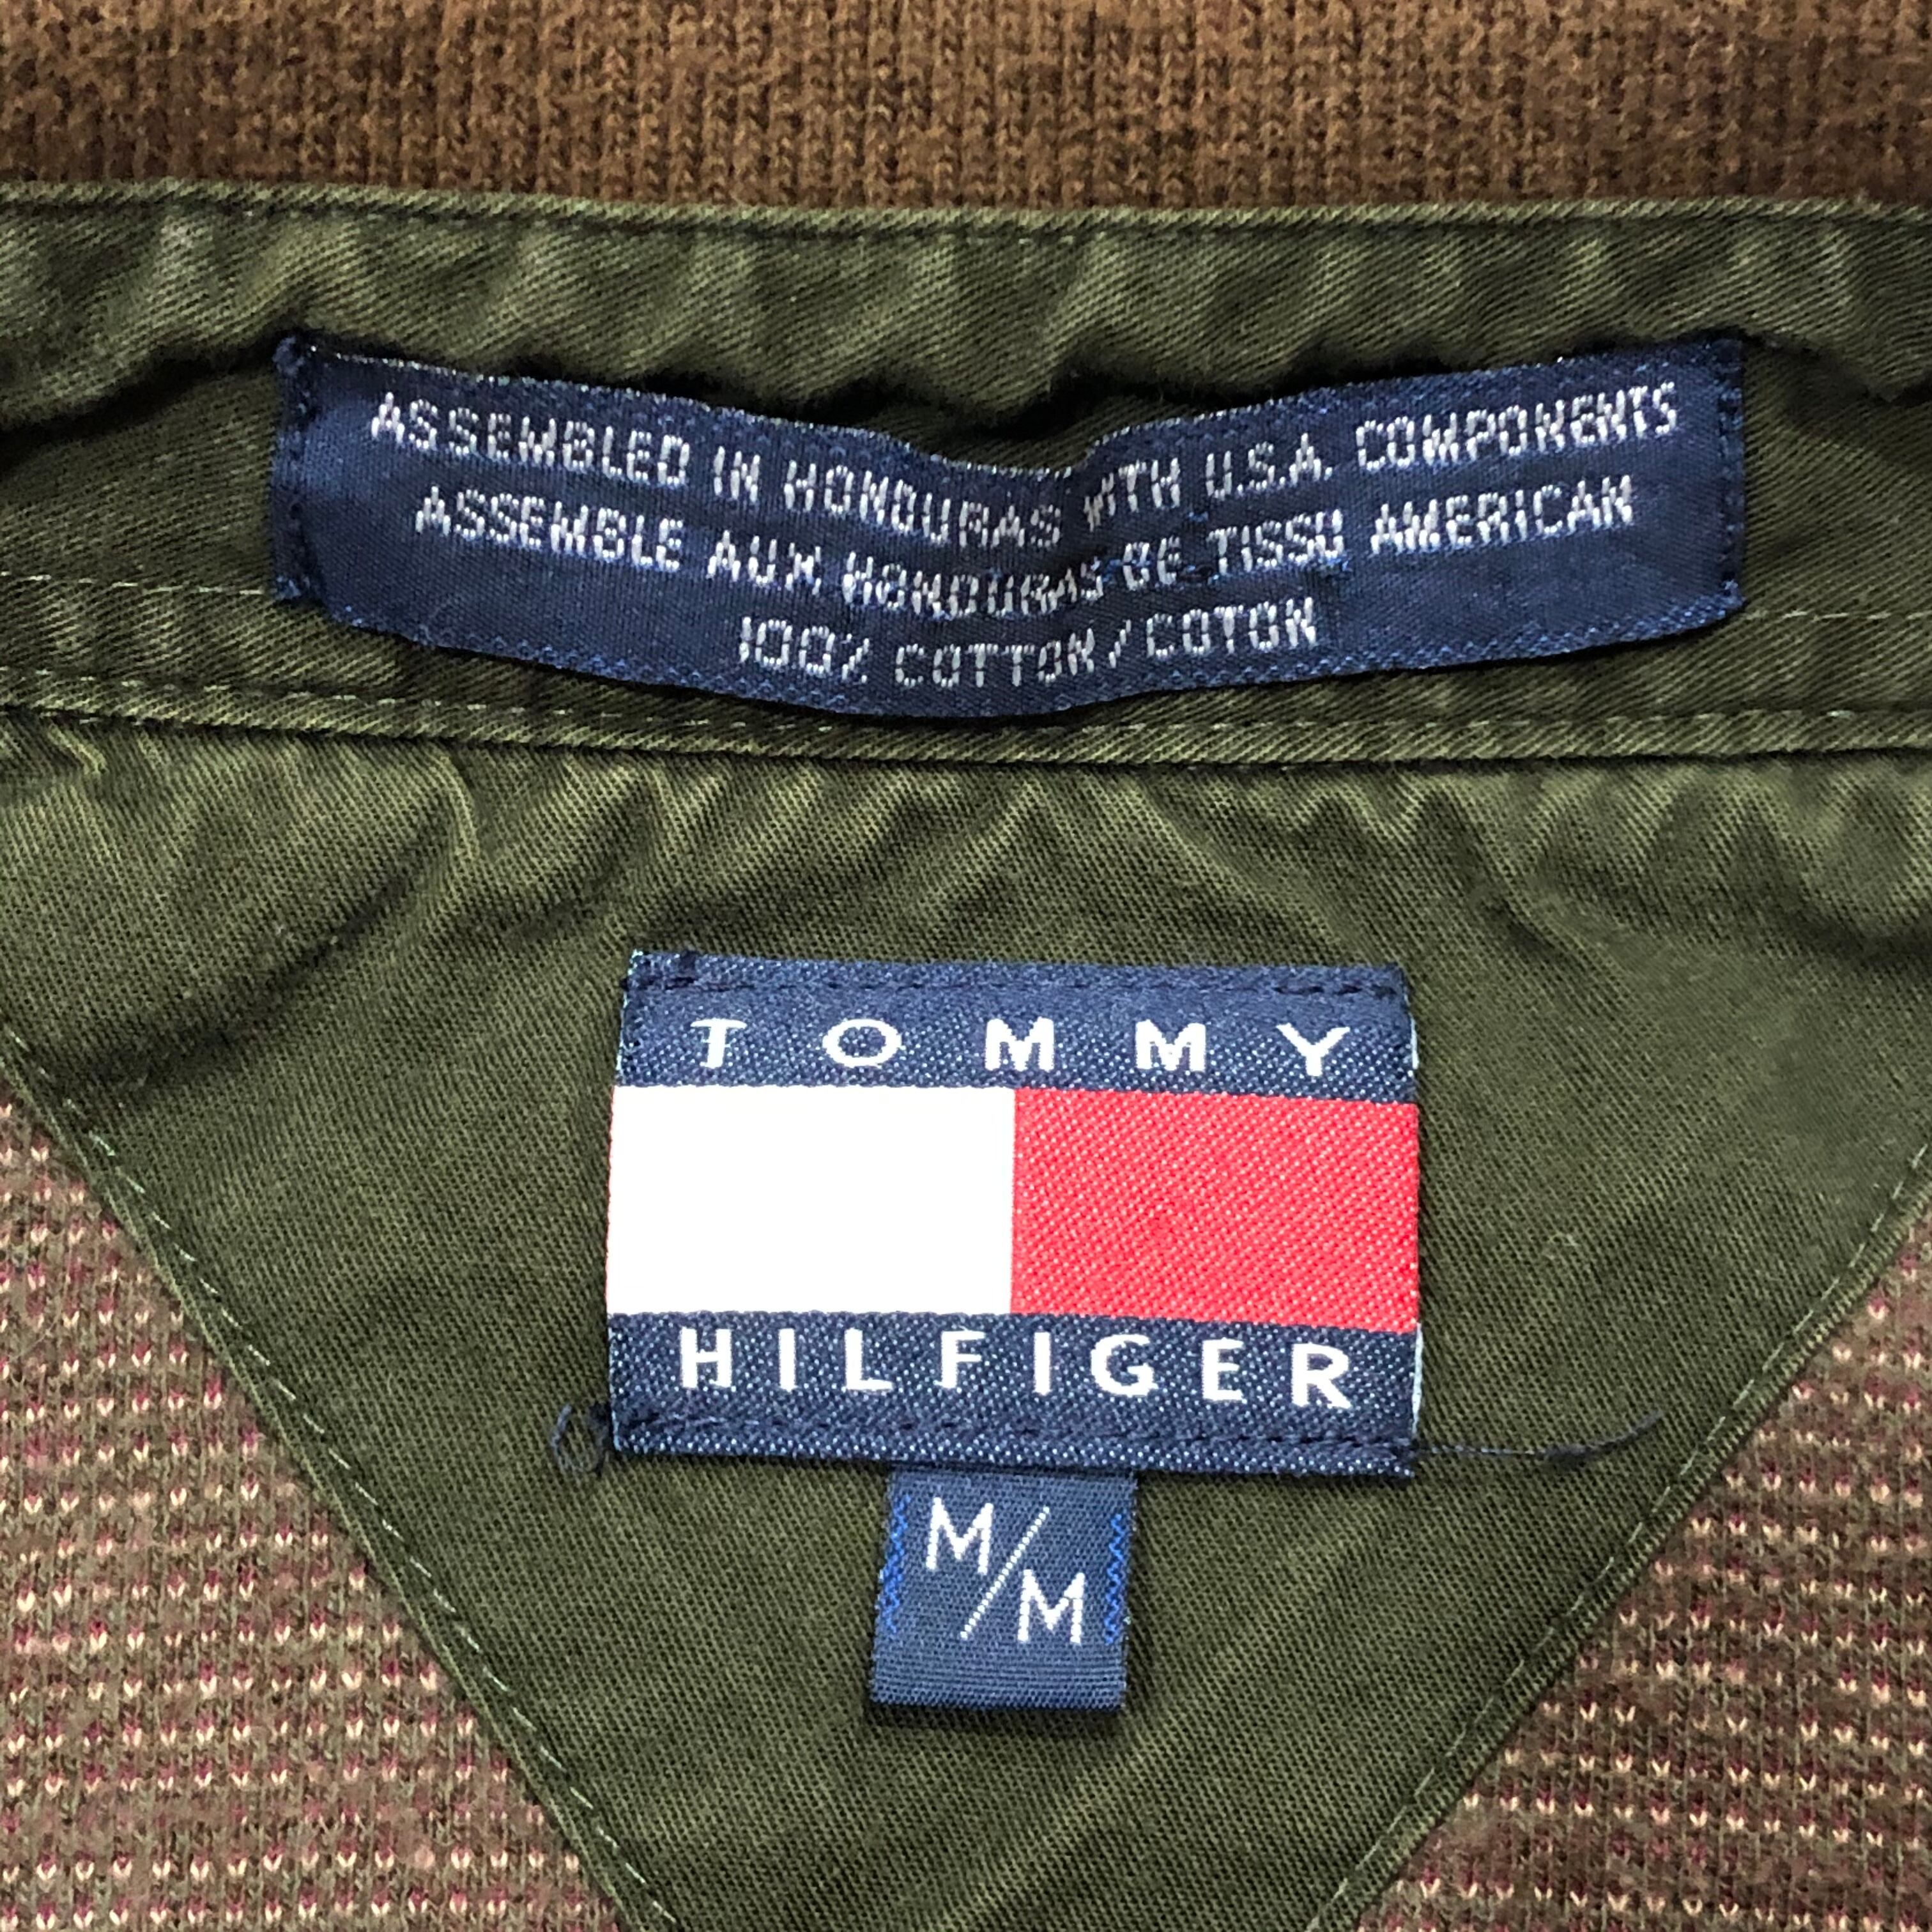 ASSEMBLED IN HONDURAS WITH U.S.A. COMPONENTS
ASSEMBLE AUX HONDURAS DE TISSU AMERICAN
100% COTTON/COTON
TOMMY
HILFIGER
M/M